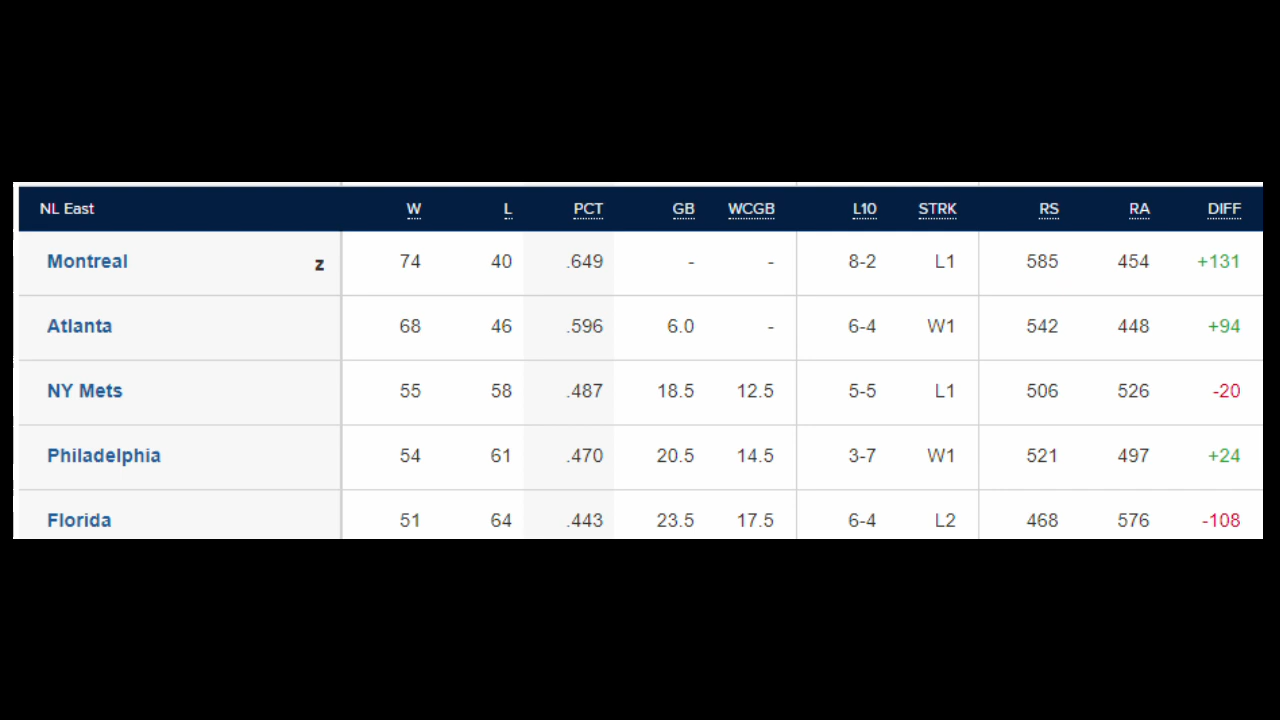 NL East W L PCT GB WCGB L10 STRK RS RA DIFF
Montreal z 74 40 .649 - - 8-2 L1 585 454 +131
Atlanta 68 46 .596 6.0 - 6-4 W1 542 448 +94
NY Mets 55 58 .487 18.5 12.5 5-5 L1 506 526 -20
Philadelphia 54 61 .470 20.5 14.5 3-7 W1 521 497 +24
Florida 51 64 .443 23.5 17.5 6-4 L2 468 576 -108